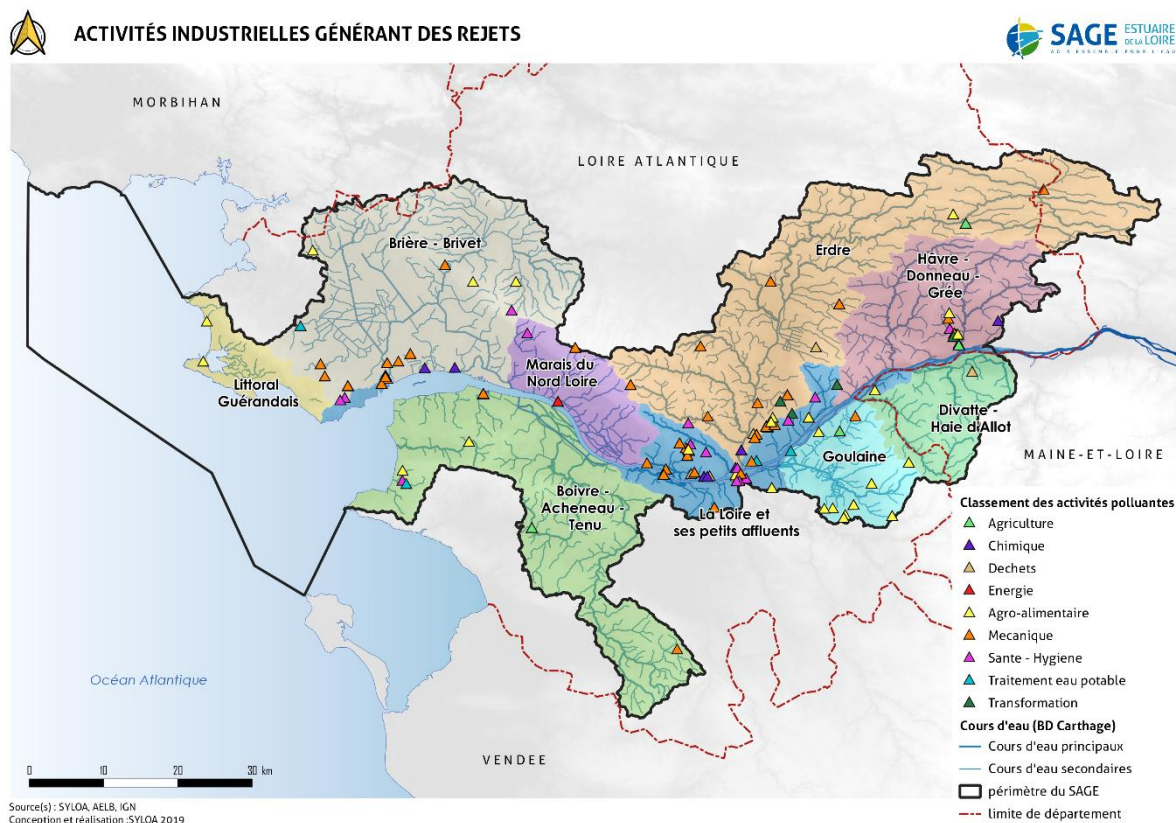 ACTIVITÉS INDUSTRIELLES GÉNÉRANT DES REJETS
SAGE ESTUAIRE
DE LA LOIRE
MORBIHAN
LOIRE ATLANTIQUE
Brière - Brivet
Erdre
Hâvre -
Donneau -
Grée
Marais du
Nord Loire
Littoral
Guérandais
Divatte -
Haie d'Allot
Goulaine
MAINE-ET-LOIRE
Boivre -
Acheneau -
Tenu
La Loire et
ses petits affluents
Océan Atlantique
VENDEE
Classement des activités polluantes
Agriculture
Chimique
Dechets
Energie
Agro-alimentaire
Mecanique
Sante - Hygiene
Traitement eau potable
Transformation
Cours d'eau (BD Carthage)
Cours d'eau principaux
Cours d'eau secondaires
périmètre du SAGE
limite de département
0 10 20 30 km
Source(s) : SYLOA, AELB, IGN
Conception et réalisation :SYLOA 2019